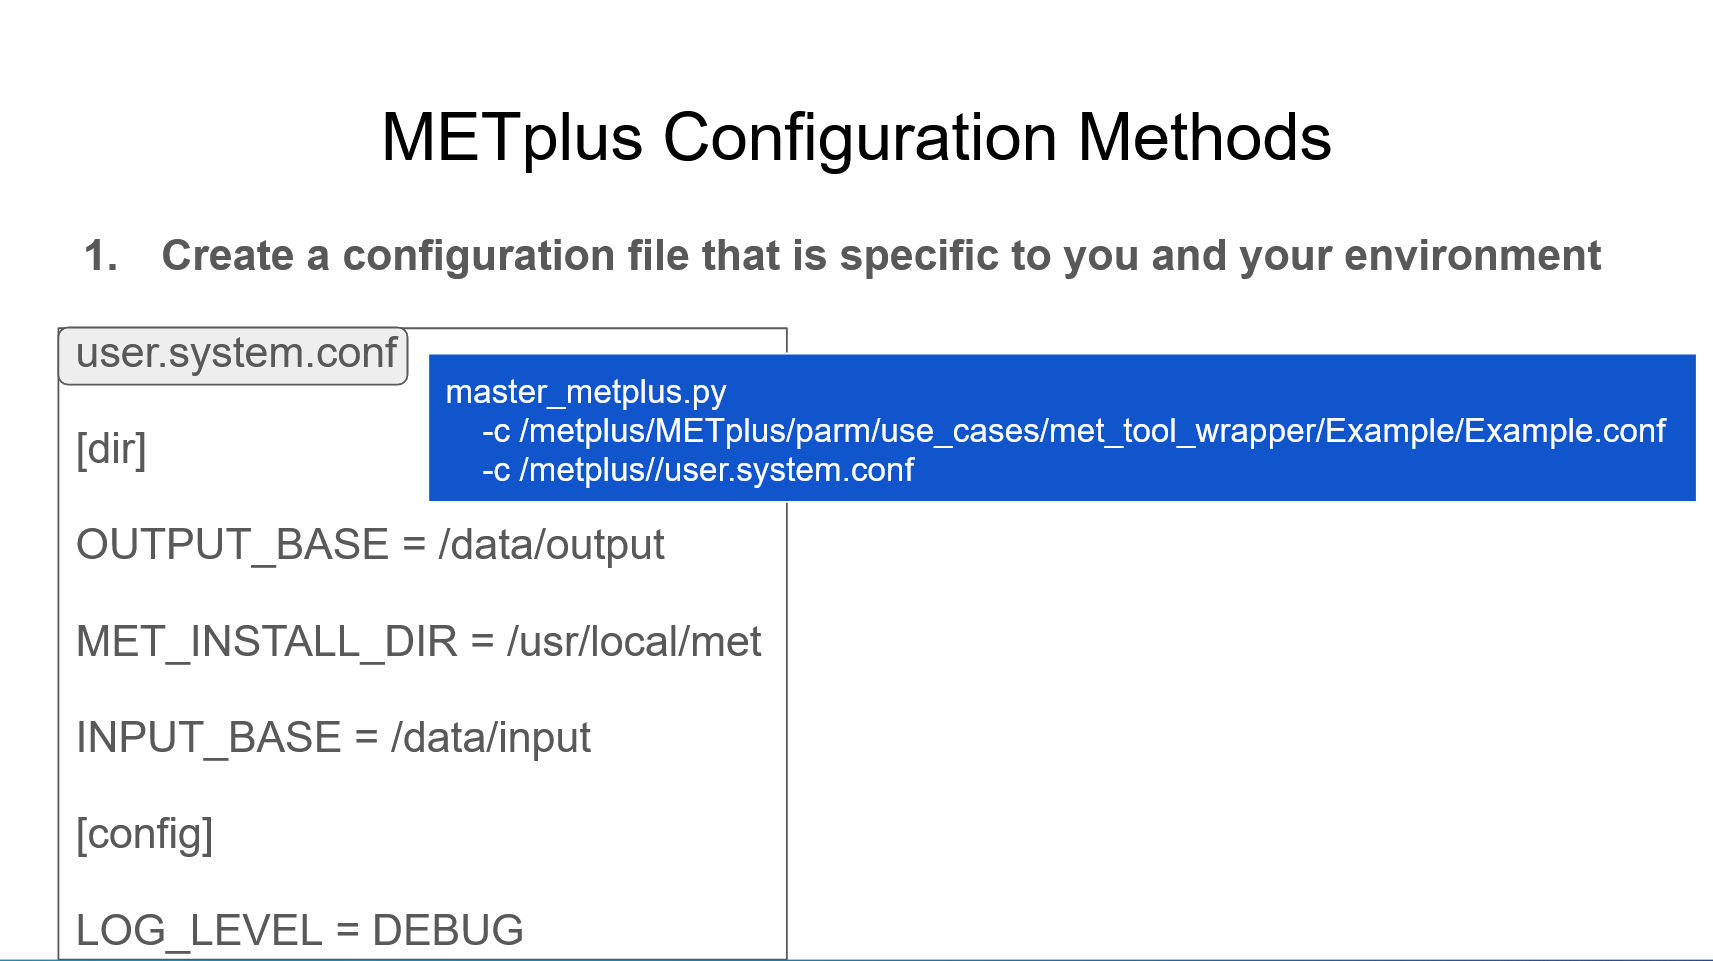 METplus Configuration Methods
1. Create a configuration file that is specific to you and your environment
user.system.conf
master_metplus.py
-c /metplus/METplus/parm/use_cases/met_tool_wrapper/Example/Example.conf
-c /metplus//user.system.conf
[dir]
OUTPUT_BASE = /data/output
MET_INSTALL_DIR = /usr/local/met
INPUT_BASE = /data/input
[config]
LOG_LEVEL = DEBUG